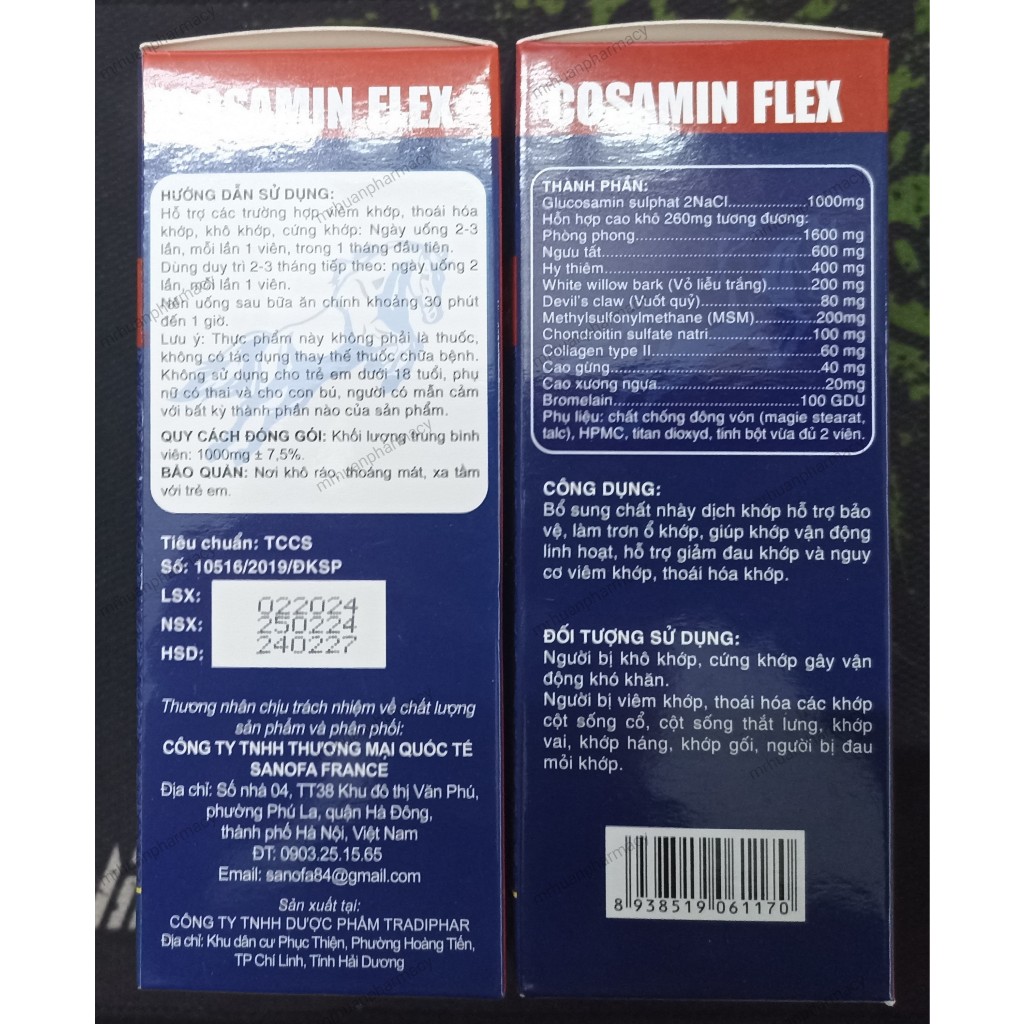 COSAMIN FLEX
HƯỚNG DẪN SỬ DỤNG:
Hỗ trợ các trường hợp viêm khớp, thoái hóa
khớp, khô khớp, cứng khớp: Ngày uống 2-3
lần, mỗi lần 1 viên, trong 1 tháng đầu tiên.
Dùng duy trì 2-3 tháng tiếp theo: ngày uống 2
lần, mỗi lần 1 viên.
Nên uống sau bữa ăn chính khoảng 30 phút
đến 1 giờ.
Lưu ý: Thực phẩm này không phải là thuốc,
không có tác dụng thay thế thuốc chữa bệnh.
Không sử dụng cho trẻ em dưới 18 tuổi, phụ
nữ có thai và cho con bú, người có mẫn cảm
với bất kỳ thành phần nào của sản phẩm.
QUY CÁCH ĐÓNG GÓI: Khối lượng trung bình
viên: 1000mg ± 7,5%.
BẢO QUẢN: Nơi khô ráo, thoáng mát, xa tầm
với trẻ em.
Tiêu chuẩn: TCCS
Số: 10516/2019/ĐKSP
LSX: 022024
NSX: 250224
HSD: 240227
Thương nhân chịu trách nhiệm về chất lượng
sản phẩm và phân phối:
CÔNG TY TNHH THƯƠNG MẠI QUỐC TẾ
SANOFA FRANCE
Địa chỉ: Số nhà 04, TT38 Khu đô thị Văn Phú,
phường Phú La, quận Hà Đông,
thành phố Hà Nội, Việt Nam
ĐT: 0903.25.15.65
Email: sanofa84@gmail.com
Sản xuất tại:
CÔNG TY TNHH DƯỢC PHẨM TRADIPHAR
Địa chỉ: Khu dân cư Phục Thiện, Phường Hoàng Tiến,
TP Chí Linh, Tỉnh Hải Dương
COSAMIN FLEX
THÀNH PHẦN:
Glucosamin sulphat 2NaCl..................1000mg
Hỗn hợp cao khô 260mg tương đương:
Phòng phong.......................................1600 mg
Ngưu tất................................................600 mg
Hy thiêm................................................400 mg
White willow bark (Vỏ liễu trắng)..........200 mg
Devil's claw (Vuốt quỷ)..........................80 mg
Methylsulfonylmethane (MSM)..............200mg
Chondroitin sulfate natri.......................100 mg
Collagen type II.....................................60 mg
Cao gừng...............................................40 mg
Cao xương ngựa....................................20mg
Bromelain........................................100 GDU
Phụ liệu: chất chống đông vón (magie stearat,
talc), HPMC, titan dioxyd, tinh bột vừa đủ 2 viên.
CÔNG DỤNG:
Bổ sung chất nhày dịch khớp hỗ trợ bảo
vệ, làm trơn ổ khớp, giúp khớp vận động
linh hoạt, hỗ trợ giảm đau khớp và nguy
cơ viêm khớp, thoái hóa khớp.
ĐỐI TƯỢNG SỬ DỤNG:
Người bị khô khớp, cứng khớp gây vận
động khó khăn.
Người bị viêm khớp, thoái hóa các khớp
cột sống cổ, cột sống thắt lưng, khớp
vai, khớp háng, khớp gối, người bị đau
mỏi khớp.
8 938519 061170
mrhuanpharmacy